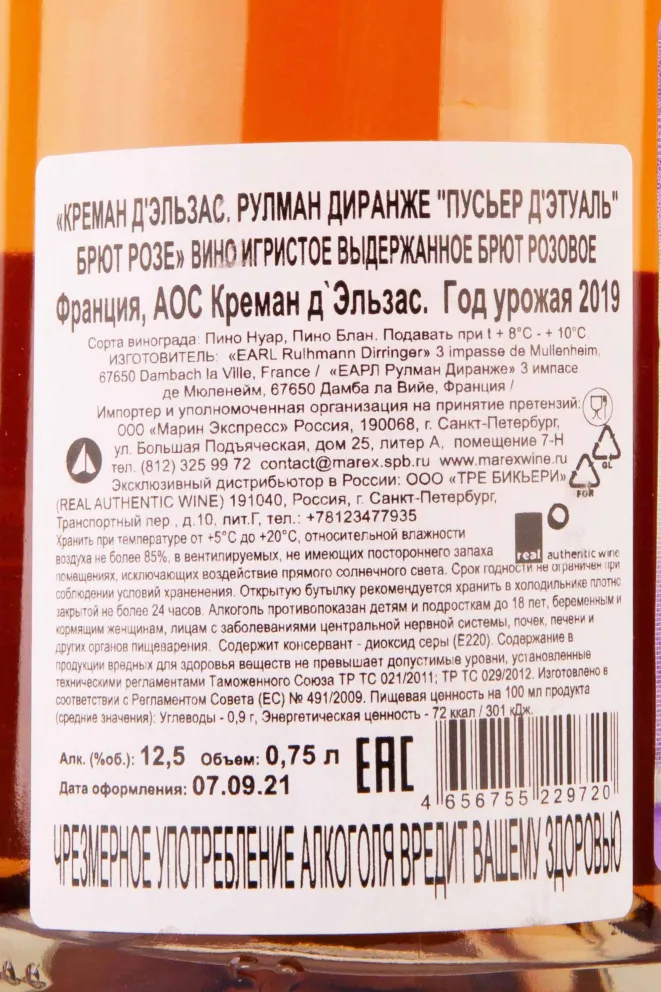 «КРЕМАН Д'ЭЛЬЗАС. РУЛМАН ДИРАНЖЕ "ПУСЬЕР Д'ЭТУАЛЬ"
БРЮТ РОЗЕ» ВИНО ИГРИСТОЕ ВЫДЕРЖАННОЕ БРЮТ РОЗОВОЕ
Франция, АОС Креман д`Эльзас. Год урожая 2019
Сорта винограда: Пино Нуар, Пино Блан. Подавать при t + 8°C - + 10°C
ИЗГОТОВИТЕЛЬ: «EARL Rulhmann Dirringer» 3 impasse de Mullenheim,
67650 Dambach la Ville, France / «ЕАРЛ Рулман Диранже» 3 импасе
де Мюленейм, 67650 Дамба ла Вийе, Франция /
Импортер и уполномоченная организация на принятие претензий:
ООО «Марин Экспресс» Россия, 190068, г. Санкт-Петербург,
ул. Большая Подъяческая, дом 25, литер А, помещение 7-Н
тел. (812) 325 99 72 contact@marex.spb.ru www.marexwine.ru
GL
Эксклюзивный дистрибьютор в России: ООО «ТРЕ БИКЬЕРИ»
FOR
(REAL AUTHENTIC WINE) 191040, Россия, г. Санкт-Петербург,
Транспортный пер., д.10, лит.Г, тел.: +78123477935
Хранить при температуре от +5°C до +20°C, относительной влажности
воздуха не более 85%, в вентилируемых, не имеющих постороннего запаха
real authentic wine
помещениях, исключающих воздействие прямого солнечного света. Срок годности не ограничен при
соблюдении условий хранения. Открытую бутылку рекомендуется хранить в холодильнике плотно
закрытой не более 24 часов. Алкоголь противопоказан детям и подросткам до 18 лет, беременным и
кормящим женщинам, лицам с заболеваниями центральной нервной системы, почек, печени и
других органов пищеварения. Содержит консервант - диоксид серы (E220). Содержание в
продукции вредных для здоровья веществ не превышает допустимые уровни, установленные
техническими регламентами Таможенного Союза ТР ТС 021/2011; ТР ТС 029/2012. Изготовлено в
соответствии с Регламентом Совета (ЕС) № 491/2009. Пищевая ценность на 100 мл продукта
(средние значения): Углеводы - 0,9 г, Энергетическая ценность - 72 ккал / 301 кДж.
Алк. (%об.): 12,5 Объем: 0,75 л
EAC
Дата оформления: 07.09.21
4 656755 229720
ЧРЕЗМЕРНОЕ УПОТРЕБЛЕНИЕ АЛКОГОЛЯ ВРЕДИТ ВАШЕМУ ЗДОРОВЬЮ